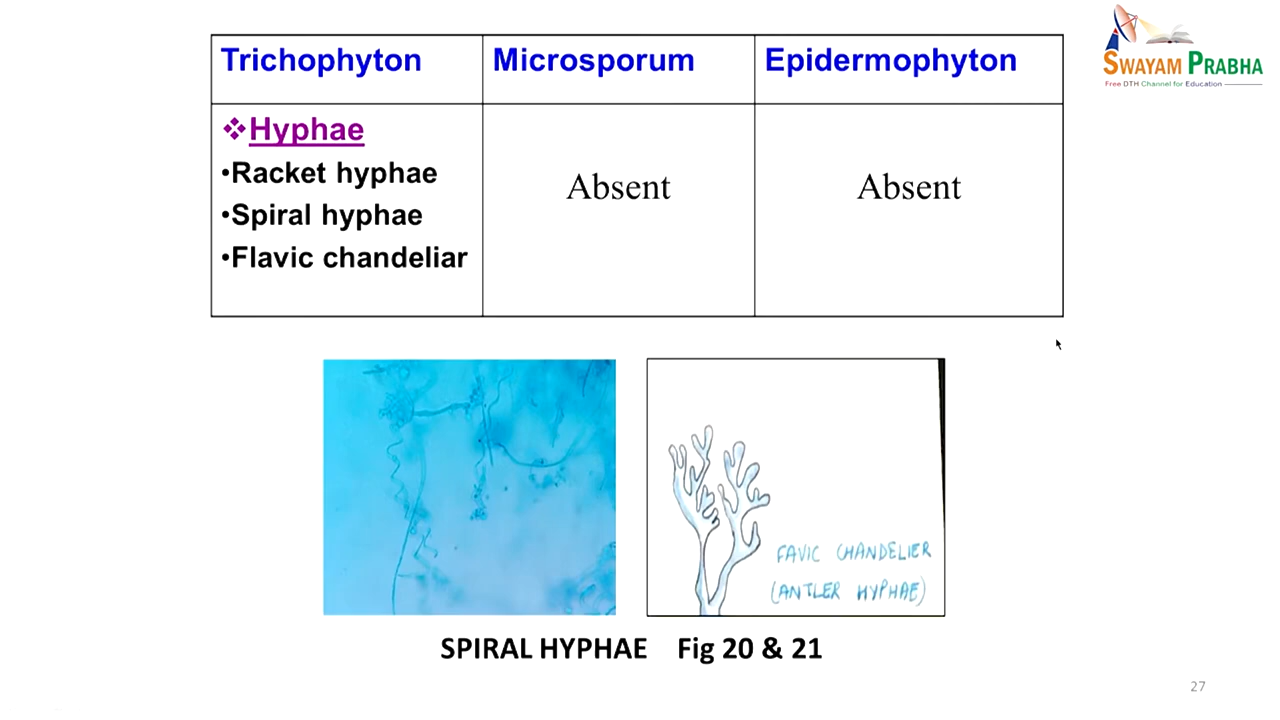 SWAYAM PRABHA
Free DTH Channel for Education
Trichophyton Microsporum Epidermophyton
❖Hyphae
•Racket hyphae
•Spiral hyphae
•Flavic chandeliar
Absent
Absent
FAVIC CHANDELIER
(ANTLER HYPHAE)
SPIRAL HYPHAE Fig 20 & 21
27